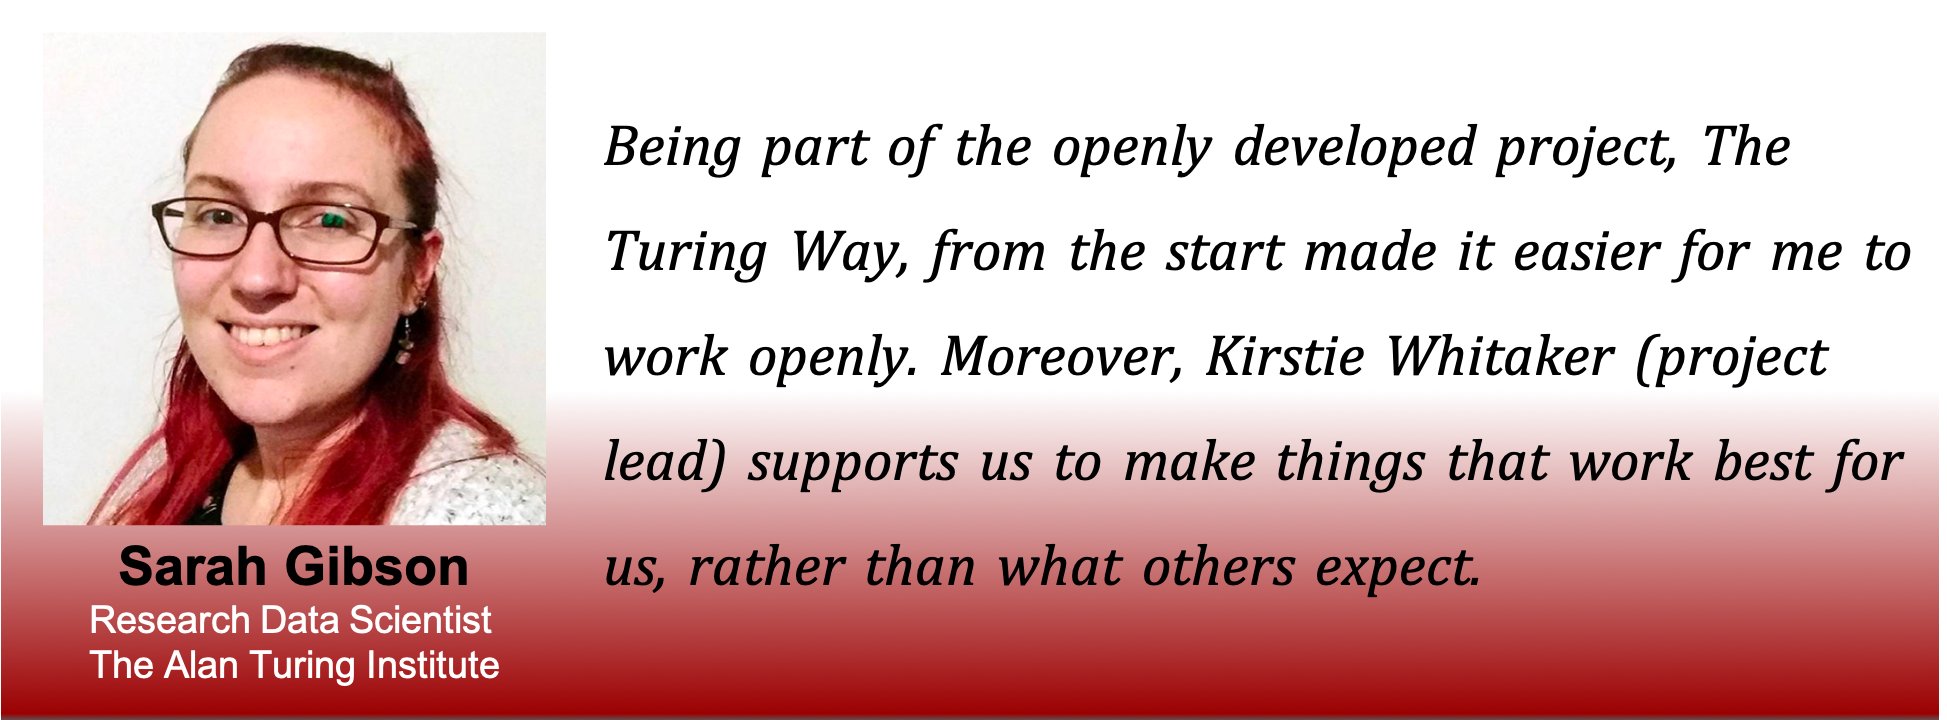 Being part of the openly developed project, The
Turing Way, from the start made it easier for me to
work openly. Moreover, Kirstie Whitaker (project
lead) supports us to make things that work best for
us, rather than what others expect.
Sarah Gibson
Research Data Scientist
The Alan Turing Institute